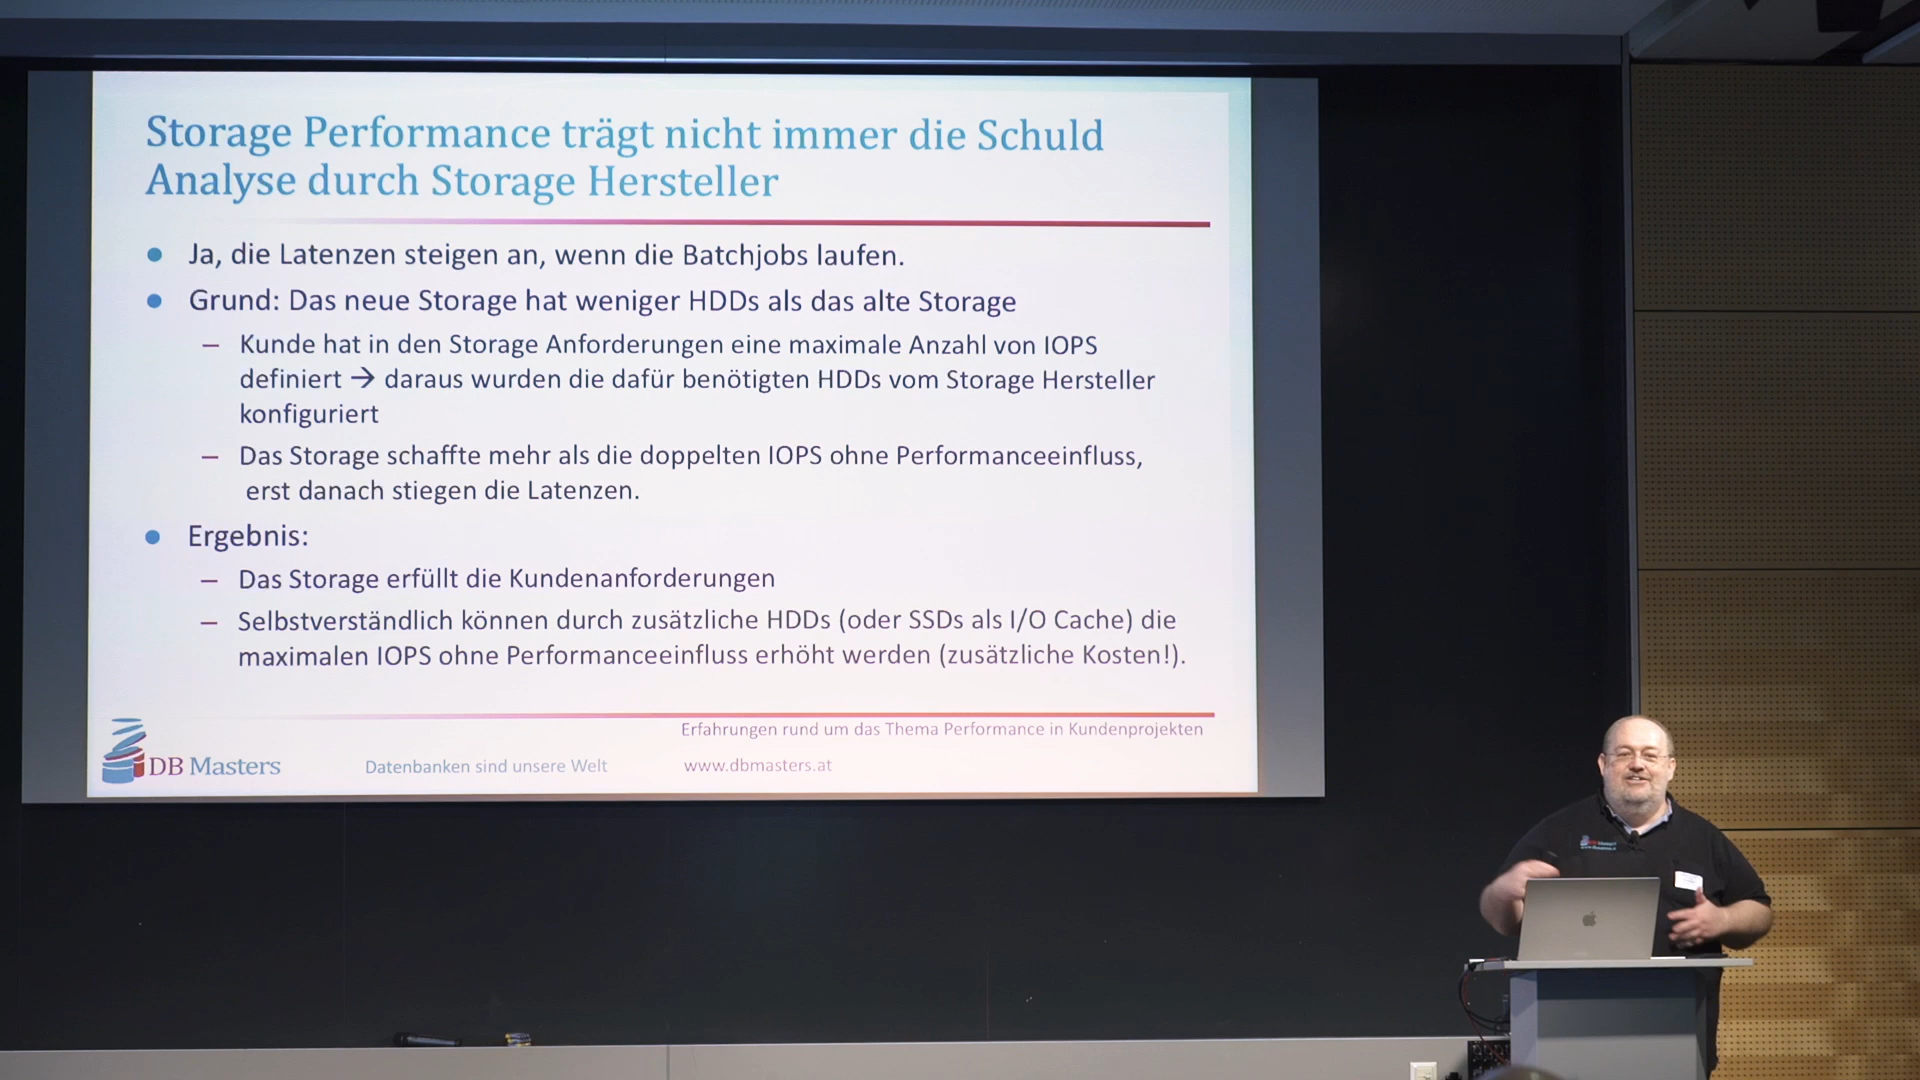 Storage Performance trägt nicht immer die Schuld
Analyse durch Storage Hersteller
● Ja, die Latenzen steigen an, wenn die Batchjobs laufen.
● Grund: Das neue Storage hat weniger HDDs als das alte Storage
– Kunde hat in den Storage Anforderungen eine maximale Anzahl von IOPS
definiert → daraus wurden die dafür benötigten HDDs vom Storage Hersteller
konfiguriert
– Das Storage schaffte mehr als die doppelten IOPS ohne Performanceeinfluss,
erst danach stiegen die Latenzen.
● Ergebnis:
– Das Storage erfüllt die Kundenanforderungen
– Selbstverständlich können durch zusätzliche HDDs (oder SSDs als I/O Cache) die
maximalen IOPS ohne Performanceeinfluss erhöht werden (zusätzliche Kosten!).
Erfahrungen rund um das Thema Performance in Kundenprojekten
DB Masters
Datenbanken sind unsere Welt
www.dbmasters.at